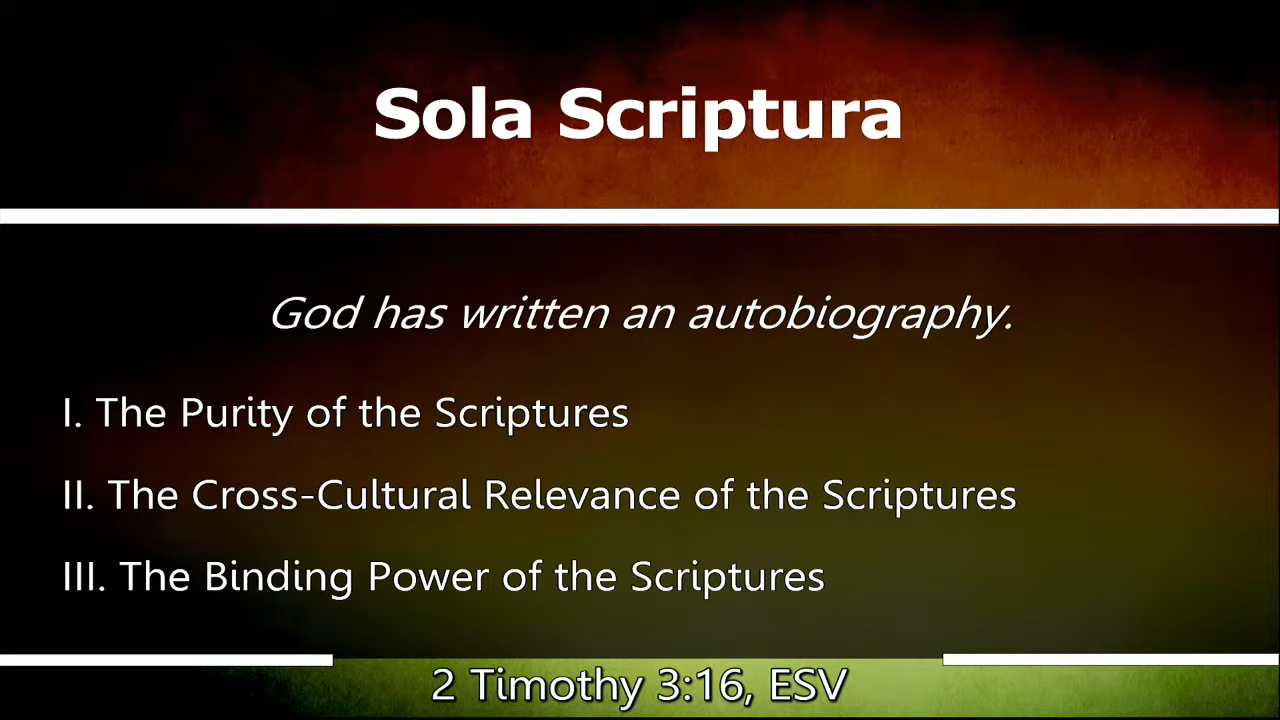 Sola Scriptura
God has written an autobiography.
I. The Purity of the Scriptures
II. The Cross-Cultural Relevance of the Scriptures
III. The Binding Power of the Scriptures
2 Timothy 3:16, ESV